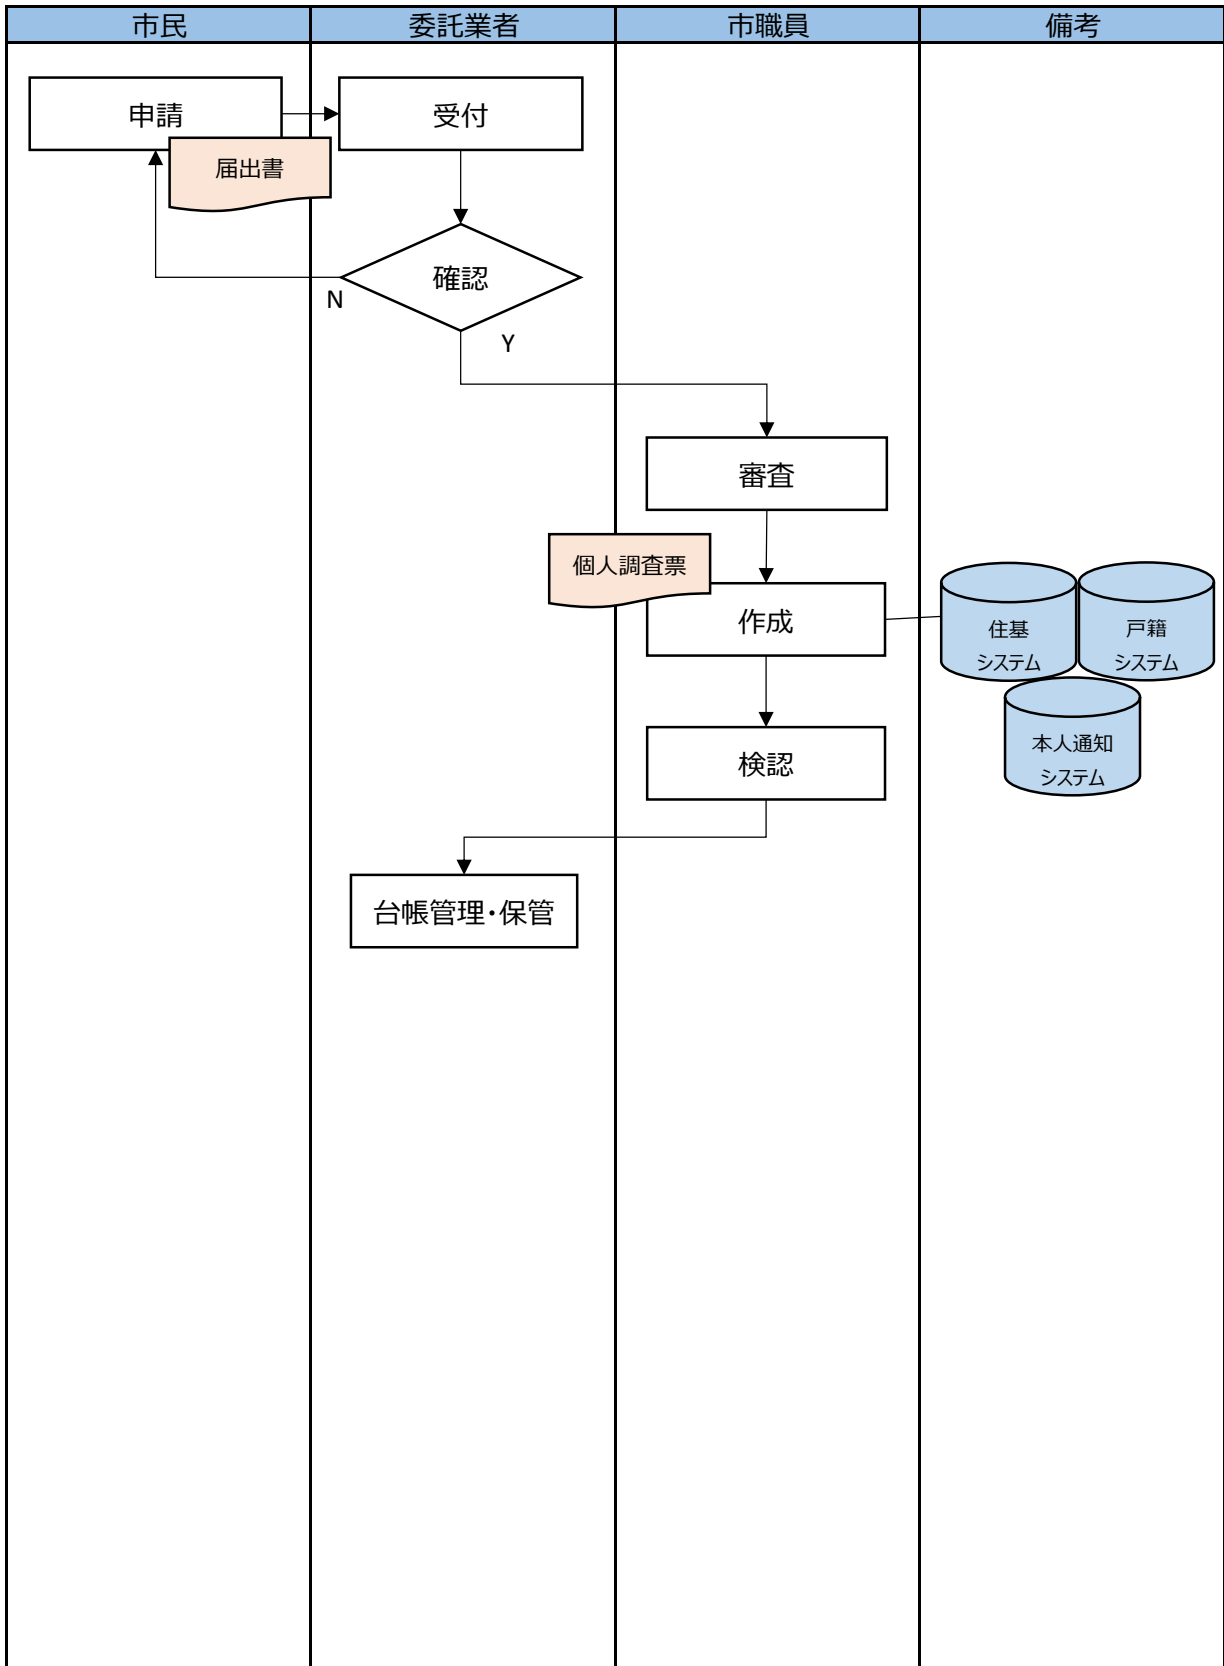 市民
委託業者
市職員
備考
申請
受付
届出書
確認
N
Y
審査
個人調査票
作成
住基
システム
戸籍
システム
本人通知
システム
検認
台帳管理・保管